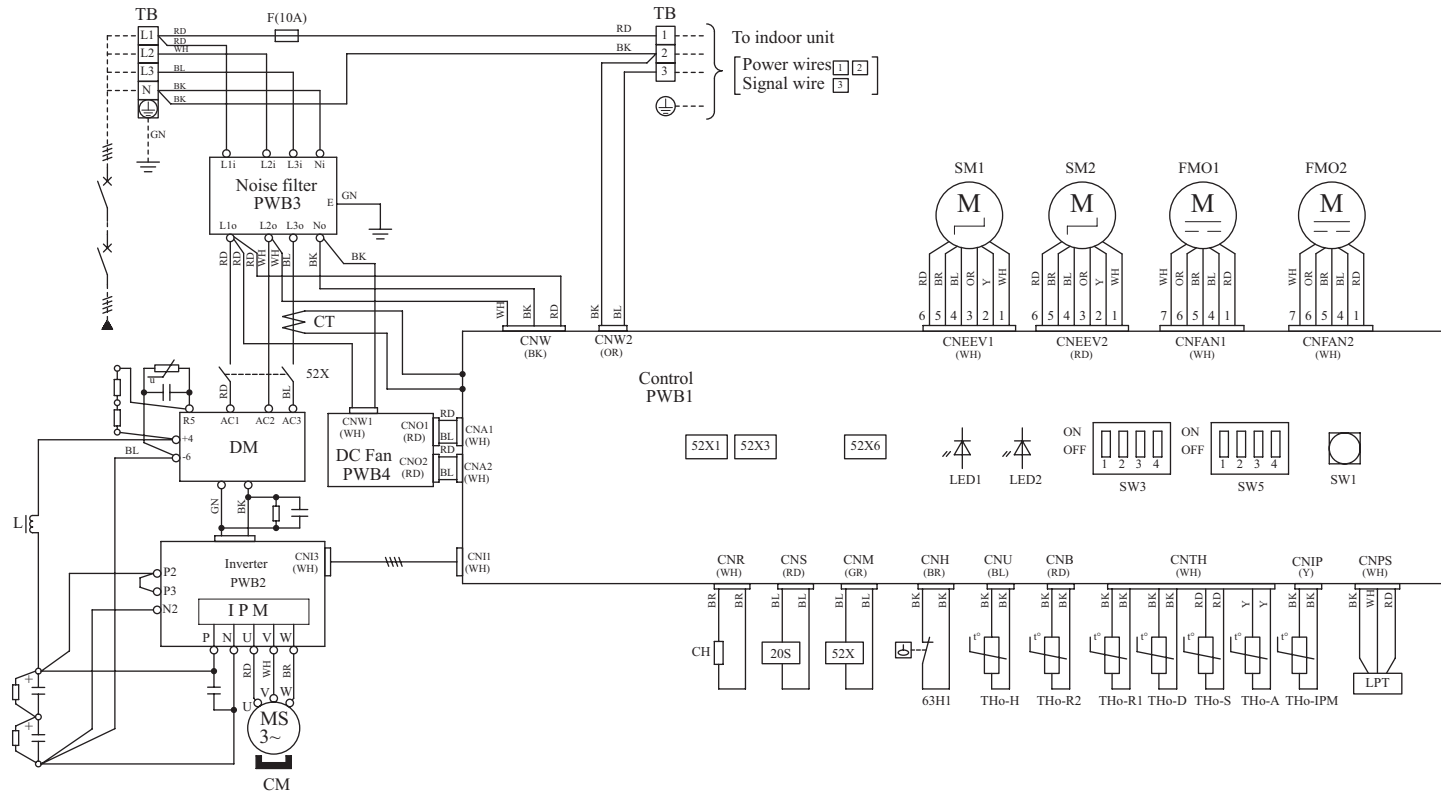 TB F(10A) TB
L1 RD RD 1
RD
L2 WH BK 2
L3 BL 3
N BK
BK
GN
To indoor unit
Power wires 1 2
Signal wire 3
L1i L2i L3i Ni
Noise filter
PWB3
E GN
L1o L2o L3o No
RD RD RD WH WH BL BK BK
CT
WH BK RD
BK BL
CNW
(BK)
CNW2
(OR)
52X
RD BL
u
R5 AC1 AC2 AC3
+4
-6
BL
DM
GN BK
CNW1
(WH)
CNO1
(RD)
CNO2
(RD)
DC Fan
PWB4
RD
BL
RD
BL
CNA1
(WH)
CNA2
(WH)
Control
PWB1
SM1 SM2 FMO1 FMO2
M M M M
RD BR BL OR Y WH
6 5 4 3 2 1
CNEEV1
(WH)
RD BR BL OR Y WH
6 5 4 3 2 1
CNEEV2
(RD)
WH OR BR BL RD
7 6 5 4 1
CNFAN1
(WH)
WH OR BR BL RD
7 6 5 4 1
CNFAN2
(WH)
52X1 52X3 52X6
LED1 LED2
ON
OFF
1 2 3 4
SW3
ON
OFF
1 2 3 4
SW5
SW1
L
Inverter
PWB2
CNI3
(WH)
CNI1
(WH)
P2
P3
N2
IPM
P N U V W
RD WH BR
U V W
MS
3~
CM
+
+
CNR
(WH)
CNS
(RD)
CNM
(GR)
CNH
(BR)
CNU
(BL)
CNB
(RD)
CNTH
(WH)
CNIP
(Y)
CNPS
(WH)
BR BR BL BL BL BL BK BK BK BK BK BK BK BK BK BK RD RD Y Y BK BK BK WH RD
CH 20S 52X t° t° t° t° t° t° t° LPT
63H1 THo-H THo-R2 THo-R1 THo-D THo-S THo-A THo-IPM